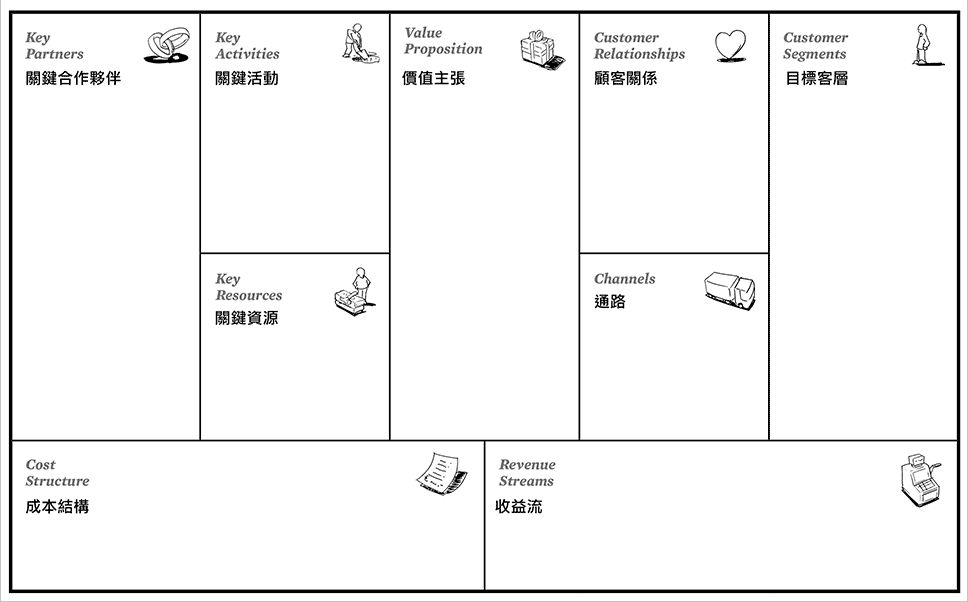 Key
Partners
關鍵合作夥伴
Key
Activities
關鍵活動
Key
Resources
關鍵資源
Value
Proposition
價值主張
Customer
Relationships
顧客關係
Channels
通路
Customer
Segments
目標客層
Cost
Structure
成本結構
Revenue
Streams
收益流